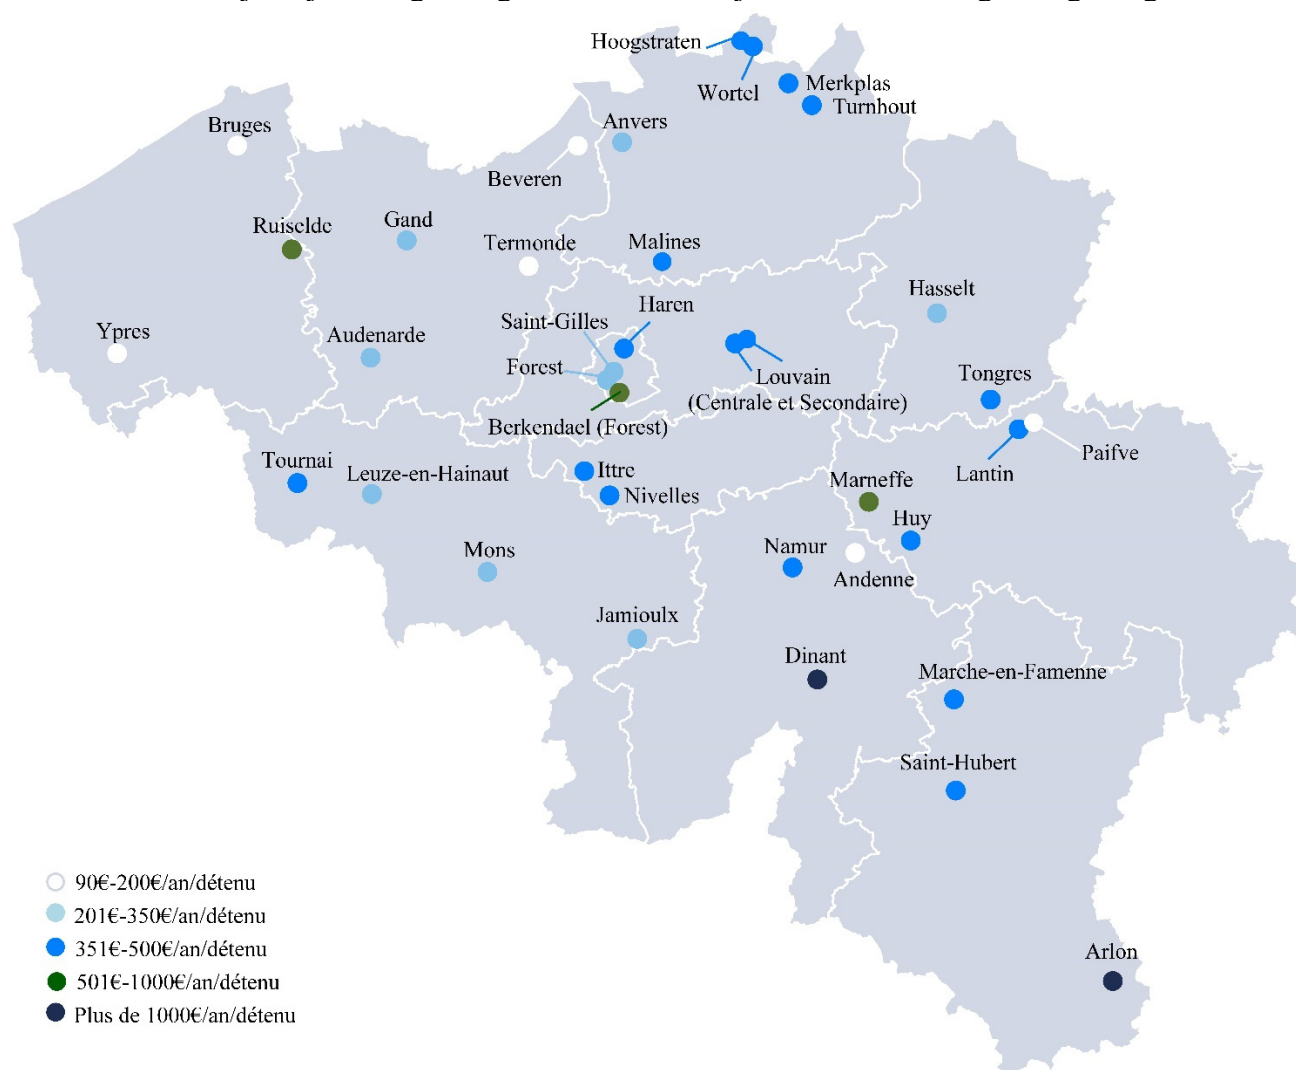 Hoogstraten
Wortel
Merkplas
Turnhout
Bruges
Anvers
Beveren
Ruiselde
Gand
Termonde
Malines
Hasselt
Haren
Saint-Gilles
Ypres
Audenarde
Forest
Louvain
(Centrale et Secondaire)
Tongres
Berkendael (Forest)
Paifve
Lantin
Tournai
Leuze-en-Hainaut
Ittre
Nivelles
Marneffe
Huy
Mons
Namur
Andenne
Jamioulx
Dinant
Marche-en-Famenne
Saint-Hubert
90€-200€/an/détenu
201€-350€/an/détenu
351€-500€/an/détenu
501€-1000€/an/détenu
Plus de 1000€/an/détenu
Arlon